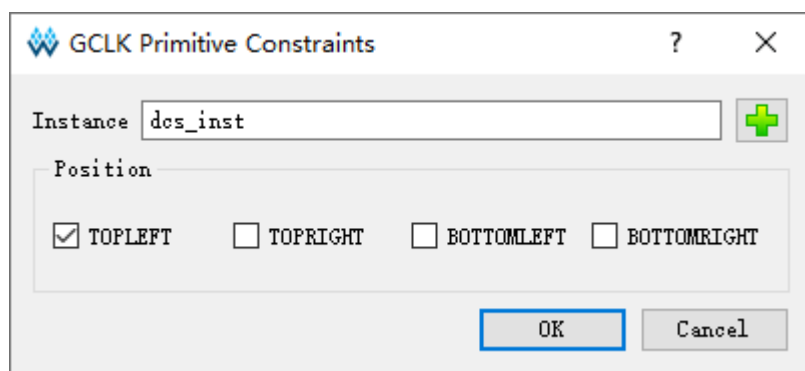 GCLK Primitive Constraints ?
Instance dcs_inst
Position
TOPLEFT TOPRIGHT BOTTOMLEFT BOTTOMRIGHT
OK Cancel